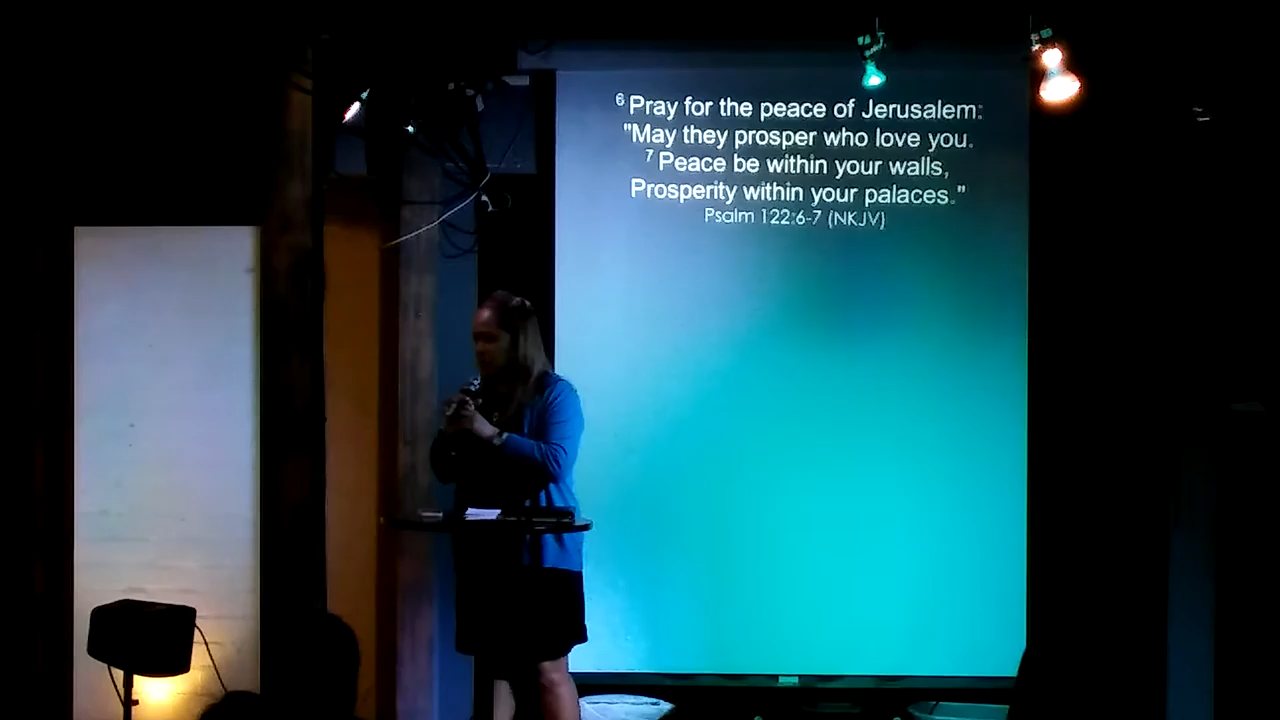 ⁶ Pray for the peace of Jerusalem:
"May they prosper who love you.
⁷ Peace be within your walls,
Prosperity within your palaces."
Psalm 122:6-7 (NKJV)